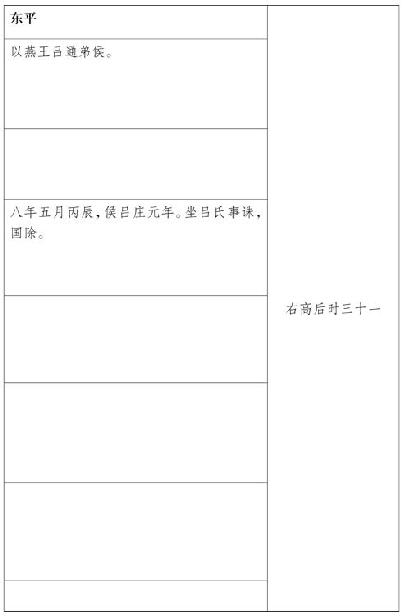 东平
以燕王吕通弟侯。
八年五月丙辰，侯吕庄元年。坐吕氏事诛，
国除。
右高后时三十一